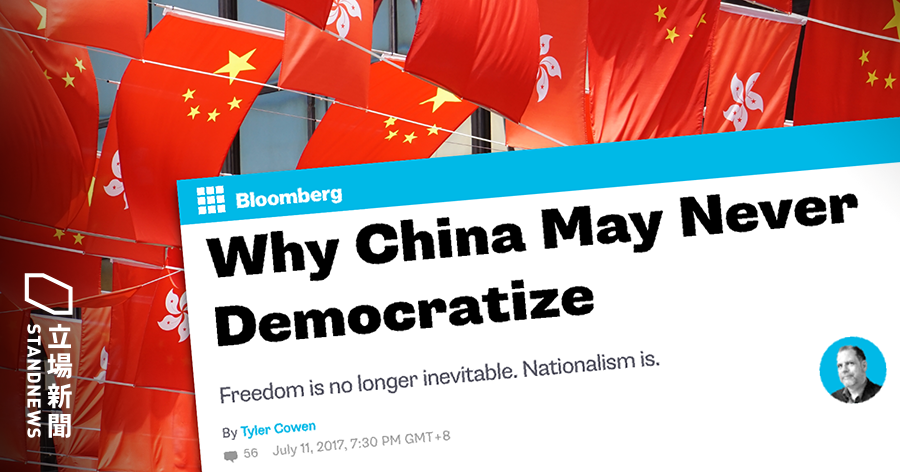 Bloomberg
Why China May Never
Democratize
Freedom is no longer inevitable. Nationalism is.
By Tyler Cowen
56 July 11, 2017, 7:30 PM GMT+8
立場新聞
STANDNEWS